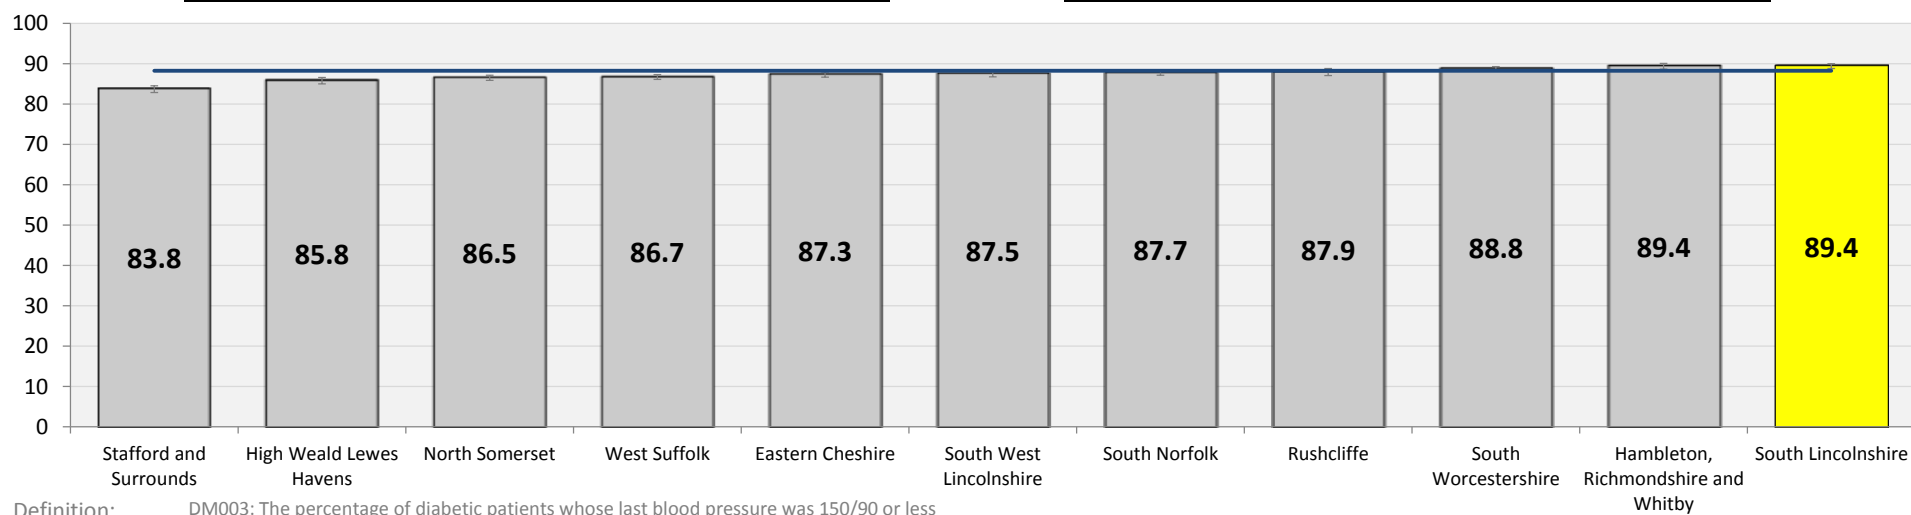 100
90
80
70
60
50
40
30
20
10
0
83.8
85.8
86.5
86.7
87.3
87.5
87.7
87.9
88.8
89.4
89.4
Stafford and
Surrounds
High Weald Lewes
Havens
North Somerset
West Suffolk
Eastern Cheshire
South West
Lincolnshire
South Norfolk
Rushcliffe
South
Worcestershire
Hambleton,
Richmondshire and
Whitby
South Lincolnshire
Definition: DM003: The percentage of diabetic patients whose last blood pressure was 150/90 or less